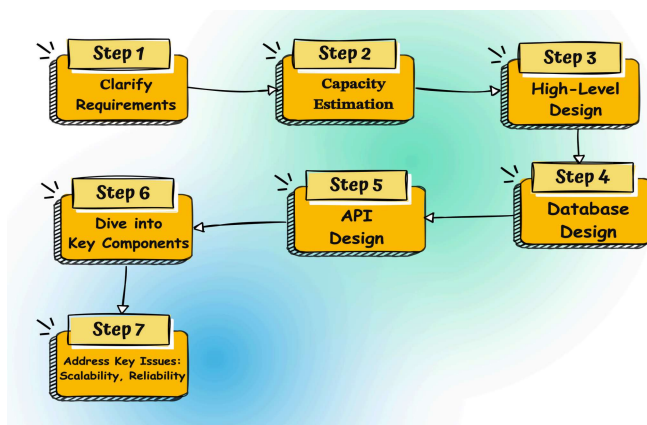 Step 1
Clarify
Requirements
Step 2
Capacity
Estimation
Step 3
High-Level
Design
Step 4
Database
Design
Step 5
API
Design
Step 6
Dive into
Key Components
Step 7
Address Key Issues:
Scalability, Reliability